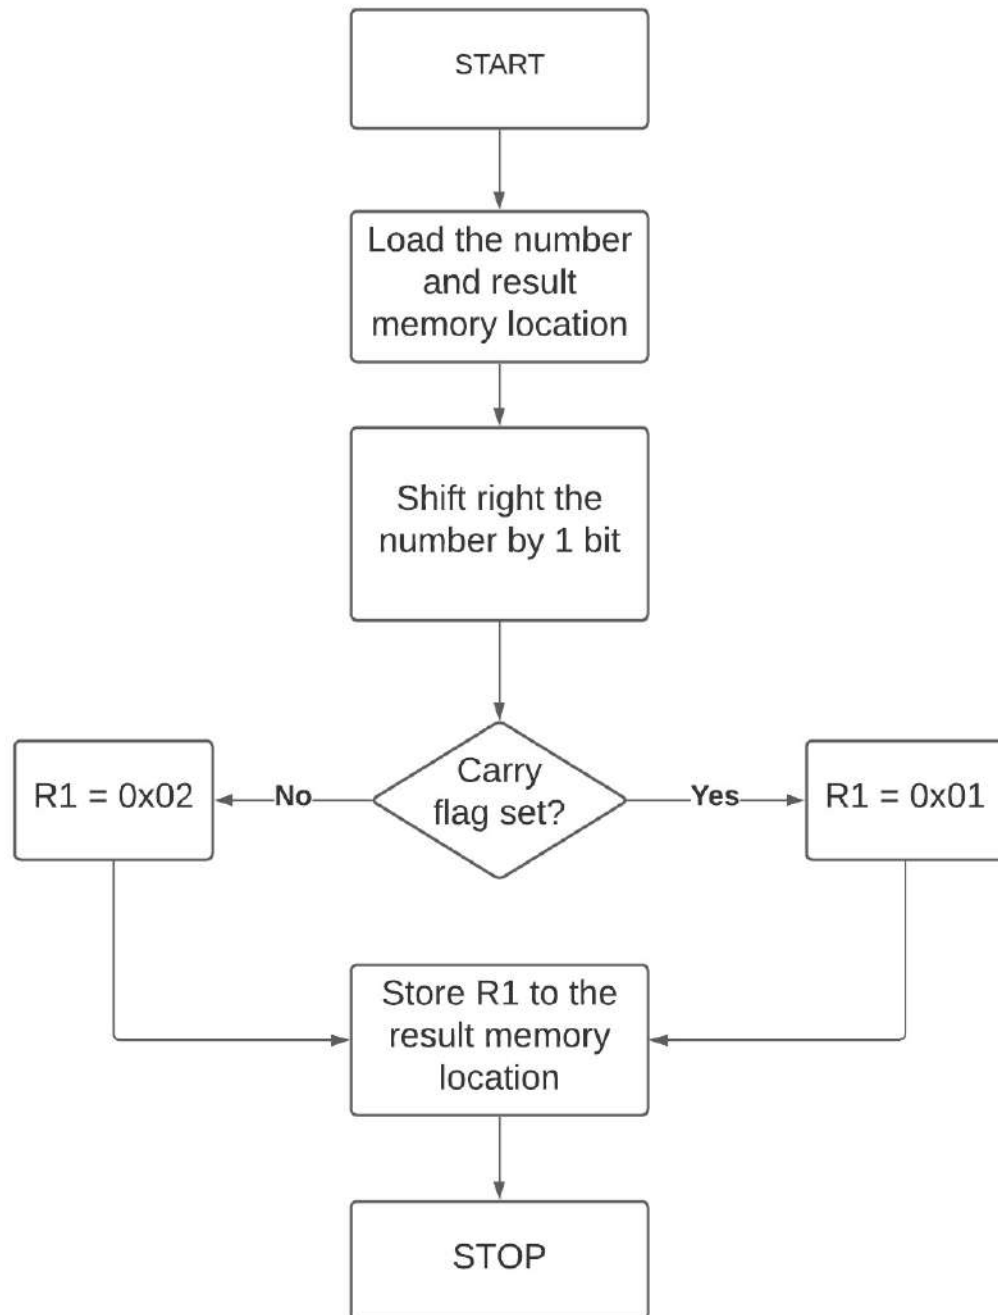 START
Load the number
and result
memory location
Shift right the
number by 1 bit
Carry
flag set?
No
Yes
R1 = 0x02
R1 = 0x01
Store R1 to the
result memory
location
STOP